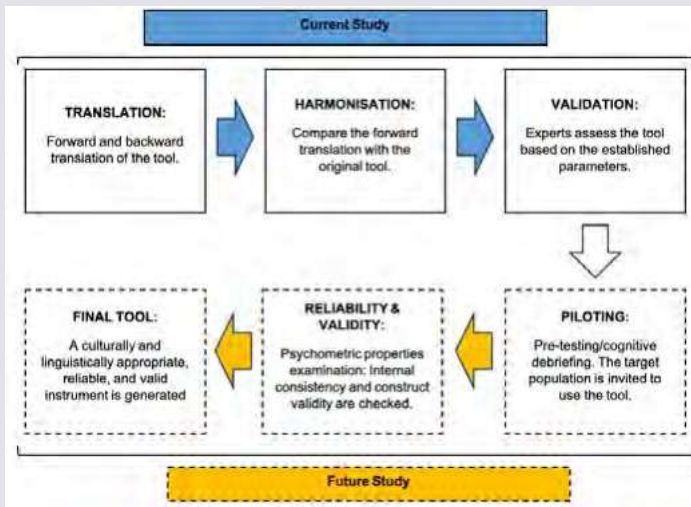 Current Study
TRANSLATION:
Forward and backward
translation of the tool.
HARMONISATION:
Compare the forward
translation with the
original tool.
VALIDATION:
Experts assess the tool
based on the established
parameters.
PILOTING:
Pre-testing/cognitive
debriefing. The target
population is invited to
use the tool.
RELIABILITY &
VALIDITY:
Psychometric properties
examination: Internal
consistency and construct
validity are checked.
FINAL TOOL:
A culturally and
linguistically appropriate,
reliable, and valid
instrument is generated
Future Study